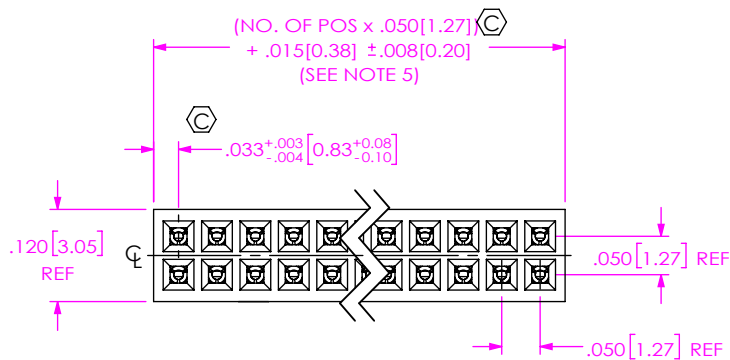 (NO. OF POS x .050[1.27])
+ .015[0.38] ±.008[0.20]
(SEE NOTE 5)
C
C
.033 +.003 -.004 [0.83 +0.08 -0.10]
.120[3.05]
REF
CL
.050[1.27] REF
.050[1.27] REF